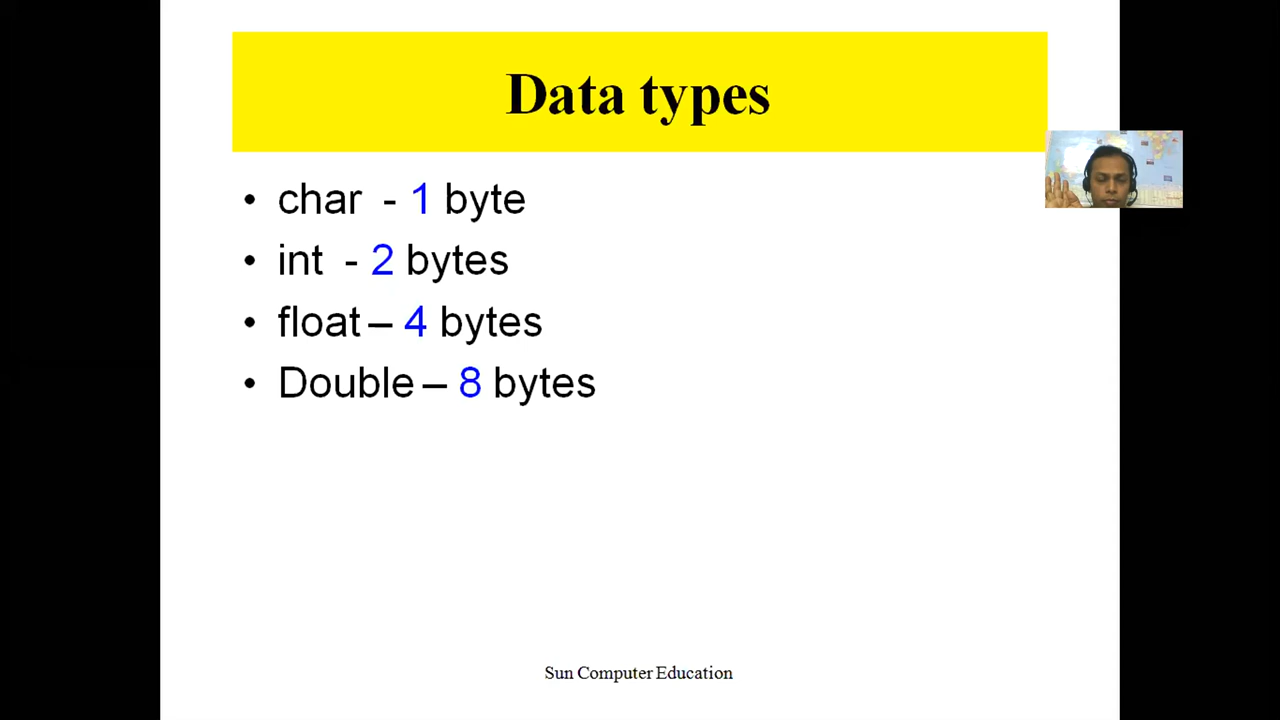 Data types
• char - 1 byte
• int - 2 bytes
• float – 4 bytes
• Double – 8 bytes
Sun Computer Education